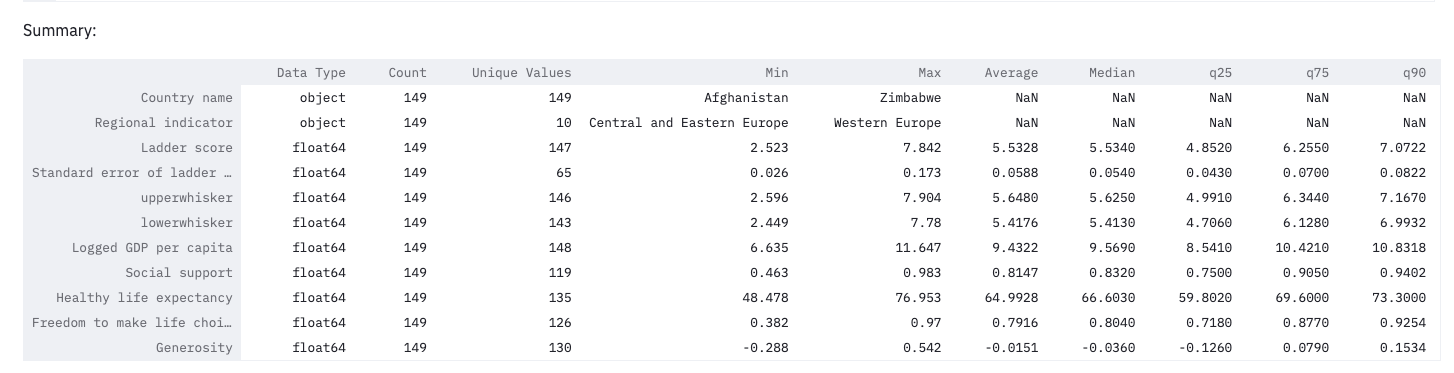 Summary:
Data Type Count Unique Values Min Max Average Median q25 q75 q90
Country name object 149 149 Afghanistan Zimbabwe NaN NaN NaN NaN NaN
Regional indicator object 149 10 Central and Eastern Europe Western Europe NaN NaN NaN NaN NaN
Ladder score float64 149 147 2.523 7.842 5.5328 5.5340 4.8520 6.2550 7.0722
Standard error of ladder … float64 149 65 0.026 0.173 0.0588 0.0540 0.0430 0.0700 0.0822
upperwhisker float64 149 146 2.596 7.904 5.6480 5.6250 4.9910 6.3440 7.1670
lowerwhisker float64 149 143 2.449 7.78 5.4176 5.4130 4.7060 6.1280 6.9932
Logged GDP per capita float64 149 148 6.635 11.647 9.4322 9.5690 8.5410 10.4210 10.8318
Social support float64 149 119 0.463 0.983 0.8147 0.8320 0.7500 0.9050 0.9402
Healthy life expectancy float64 149 135 48.478 76.953 64.9928 66.6030 59.8020 69.6000 73.3000
Freedom to make life choi… float64 149 126 0.382 0.97 0.7916 0.8040 0.7180 0.8770 0.9254
Generosity float64 149 130 -0.288 0.542 -0.0151 -0.0360 -0.1260 0.0790 0.1534